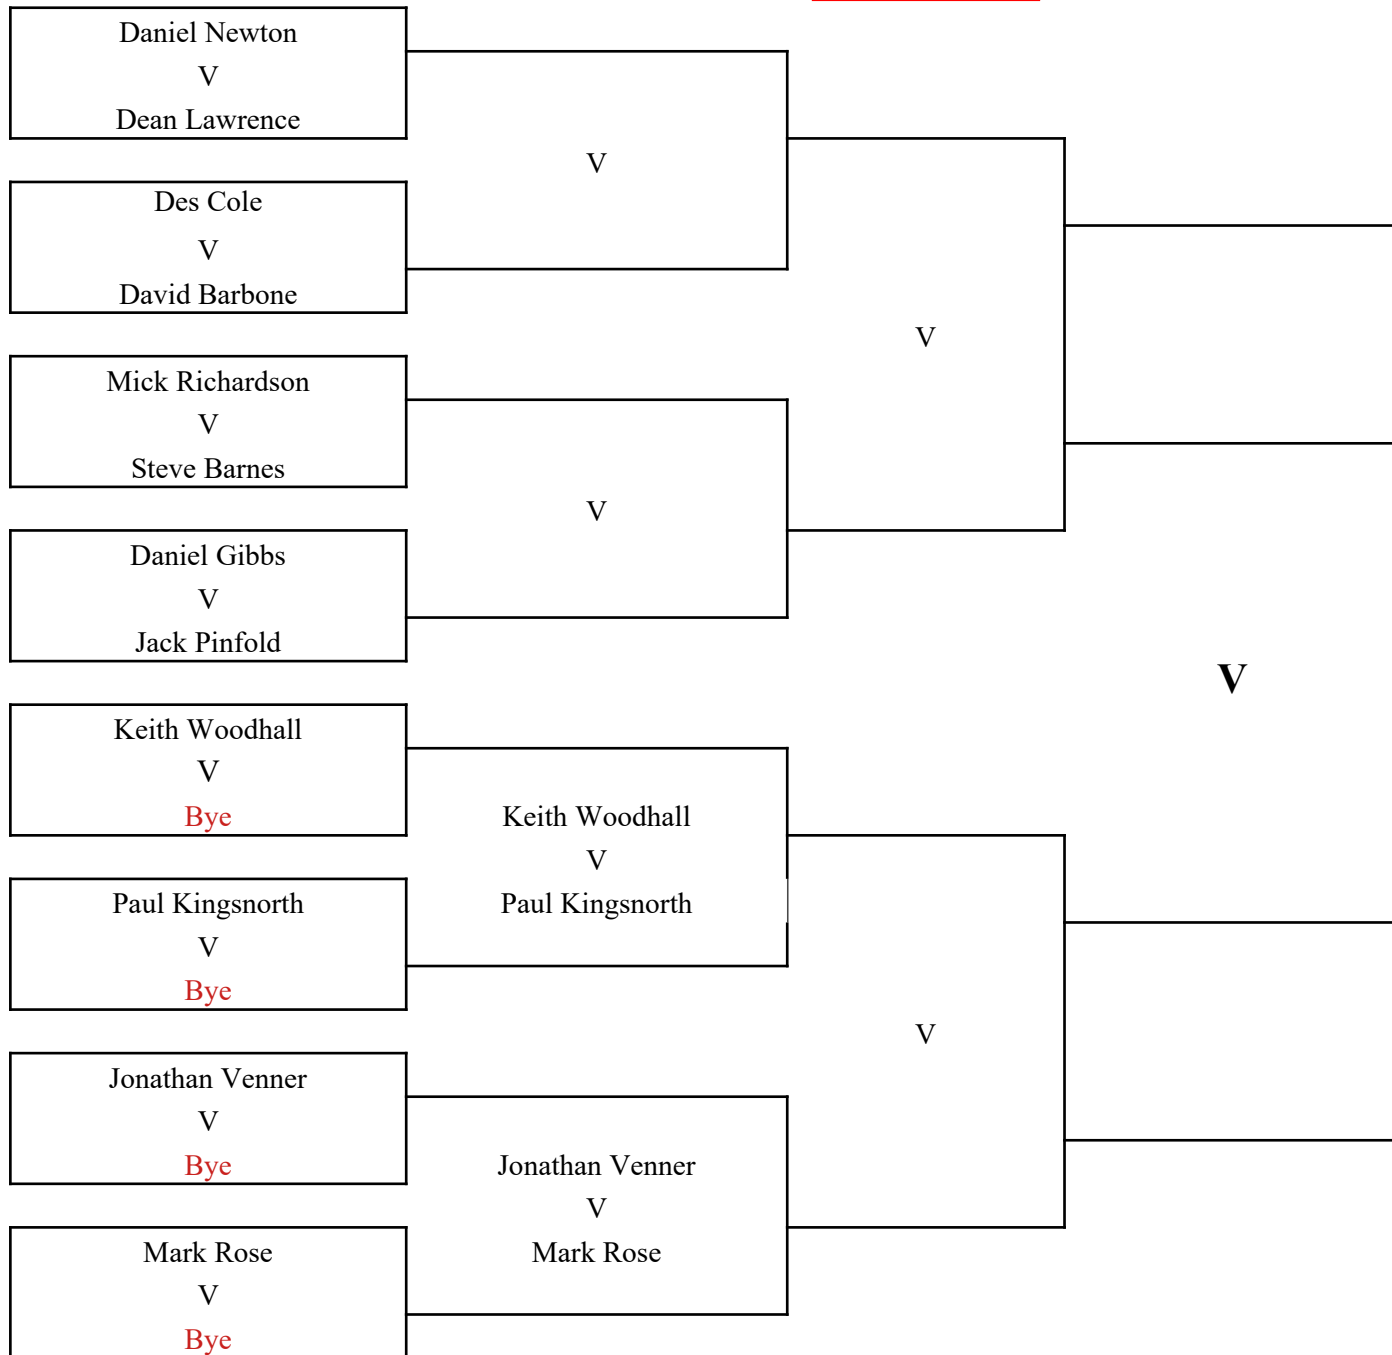 Daniel Newton
V
Dean Lawrence
Des Cole
V
David Barbone
Mick Richardson
V
Steve Barnes
Daniel Gibbs
V
Jack Pinfold
Keith Woodhall
V
Bye
Paul Kingsnorth
V
Bye
Jonathan Venner
V
Bye
Mark Rose
V
Bye
V
V
Keith Woodhall
V
Paul Kingsnorth
Jonathan Venner
V
Mark Rose
V
V
V